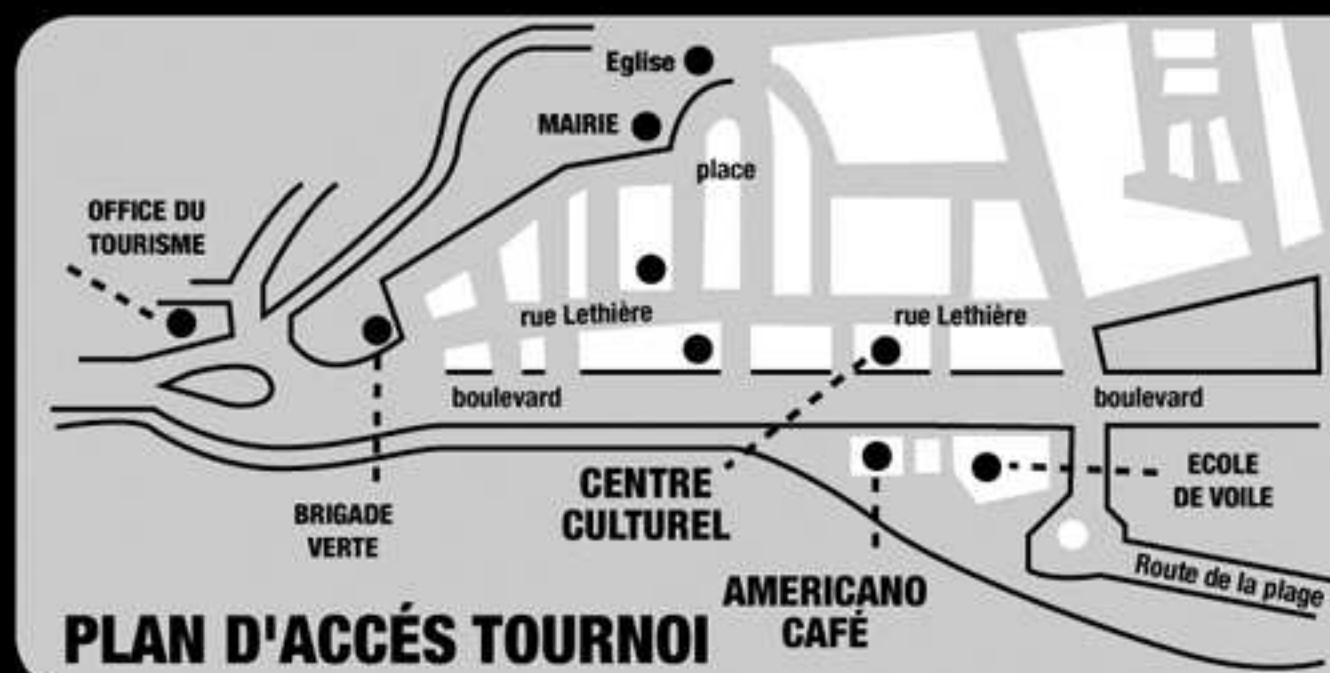 Eglise
MAIRIE
place
OFFICE DU
TOURISME
rue Lethière
rue Lethière
boulevard
boulevard
CENTRE
CULTUREL
ECOLE
DE VOILE
BRIGADE
VERTE
Route de la plage
AMERICANO
CAFÉ
PLAN D'ACCÉS TOURNOI